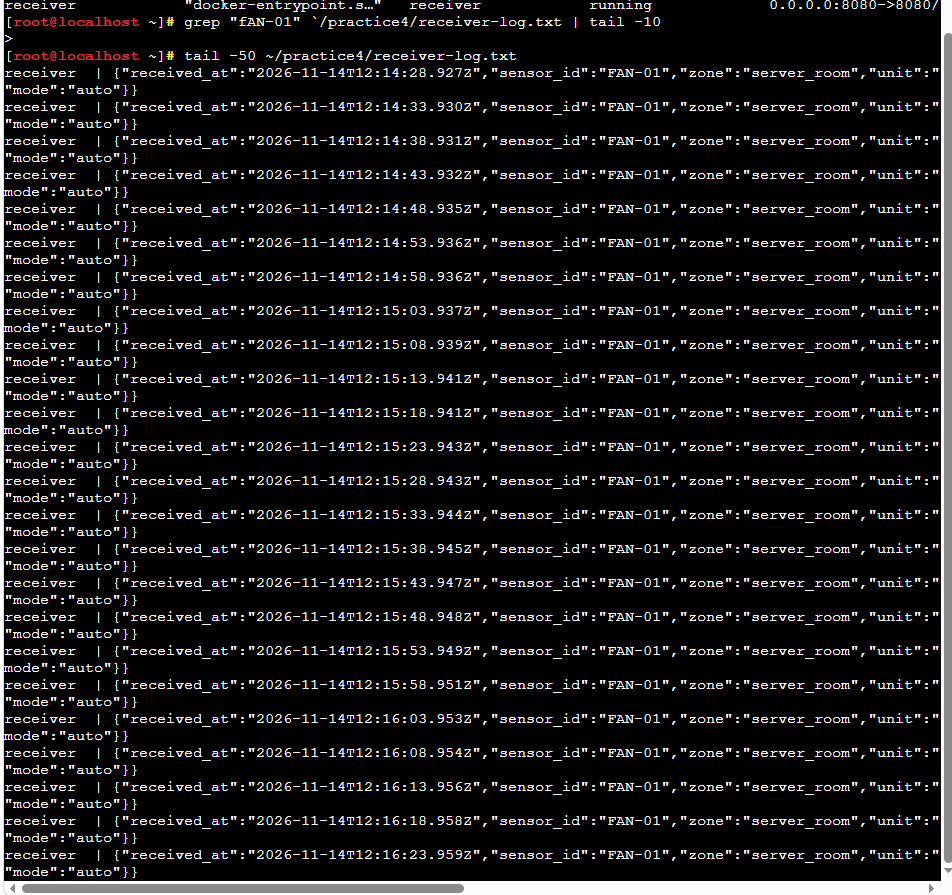 receiver "docker-entrypoint.s…" receiver running 0.0.0.0:8080->8080/
[root@localhost ~]# grep "fAN-01" `/practice4/receiver-log.txt | tail -10
>
[root@localhost ~]# tail -50 ~/practice4/receiver-log.txt
receiver | {"received_at":"2026-11-14T12:14:28.927Z","sensor_id":"FAN-01","zone":"server_room","unit":"
"mode":"auto"}}
receiver | {"received_at":"2026-11-14T12:14:33.930Z","sensor_id":"FAN-01","zone":"server_room","unit":"
"mode":"auto"}}
receiver | {"received_at":"2026-11-14T12:14:38.931Z","sensor_id":"FAN-01","zone":"server_room","unit":"
"mode":"auto"}}
receiver | {"received_at":"2026-11-14T12:14:43.932Z","sensor_id":"FAN-01","zone":"server_room","unit":"
mode":"auto"}}
receiver | {"received_at":"2026-11-14T12:14:48.935Z","sensor_id":"FAN-01","zone":"server_room","unit":"
"mode":"auto"}}
receiver | {"received_at":"2026-11-14T12:14:53.936Z","sensor_id":"FAN-01","zone":"server_room","unit":"
"mode":"auto"}}
receiver | {"received_at":"2026-11-14T12:14:58.936Z","sensor_id":"FAN-01","zone":"server_room","unit":"
"mode":"auto"}}
receiver | {"received_at":"2026-11-14T12:15:03.937Z","sensor_id":"FAN-01","zone":"server_room","unit":"
mode":"auto"}}
receiver | {"received_at":"2026-11-14T12:15:08.939Z","sensor_id":"FAN-01","zone":"server_room","unit":"
"mode":"auto"}}
receiver | {"received_at":"2026-11-14T12:15:13.941Z","sensor_id":"FAN-01","zone":"server_room","unit":"
"mode":"auto"}}
receiver | {"received_at":"2026-11-14T12:15:18.941Z","sensor_id":"FAN-01","zone":"server_room","unit":"
mode":"auto"}}
receiver | {"received_at":"2026-11-14T12:15:23.943Z","sensor_id":"FAN-01","zone":"server_room","unit":"
"mode":"auto"}}
receiver | {"received_at":"2026-11-14T12:15:28.943Z","sensor_id":"FAN-01","zone":"server_room","unit":"
"mode":"auto"}}
receiver | {"received_at":"2026-11-14T12:15:33.944Z","sensor_id":"FAN-01","zone":"server_room","unit":"
"mode":"auto"}}
receiver | {"received_at":"2026-11-14T12:15:38.945Z","sensor_id":"FAN-01","zone":"server_room","unit":"
"mode":"auto"}}
receiver | {"received_at":"2026-11-14T12:15:43.947Z","sensor_id":"FAN-01","zone":"server_room","unit":"
"mode":"auto"}}
receiver | {"received_at":"2026-11-14T12:15:48.948Z","sensor_id":"FAN-01","zone":"server_room","unit":"
"mode":"auto"}}
receiver | {"received_at":"2026-11-14T12:15:53.949Z","sensor_id":"FAN-01","zone":"server_room","unit":"
mode":"auto"}}
receiver | {"received_at":"2026-11-14T12:15:58.951Z","sensor_id":"FAN-01","zone":"server_room","unit":"
"mode":"auto"}}
receiver | {"received_at":"2026-11-14T12:16:03.953Z","sensor_id":"FAN-01","zone":"server_room","unit":"
mode":"auto"}}
receiver | {"received_at":"2026-11-14T12:16:08.954Z","sensor_id":"FAN-01","zone":"server_room","unit":"
"mode":"auto"}}
receiver | {"received_at":"2026-11-14T12:16:13.956Z","sensor_id":"FAN-01","zone":"server_room","unit":"
"mode":"auto"}}
receiver | {"received_at":"2026-11-14T12:16:18.958Z","sensor_id":"FAN-01","zone":"server_room","unit":"
"mode":"auto"}}
receiver | {"received_at":"2026-11-14T12:16:23.959Z","sensor_id":"FAN-01","zone":"server_room","unit":"
"mode":"auto"}}